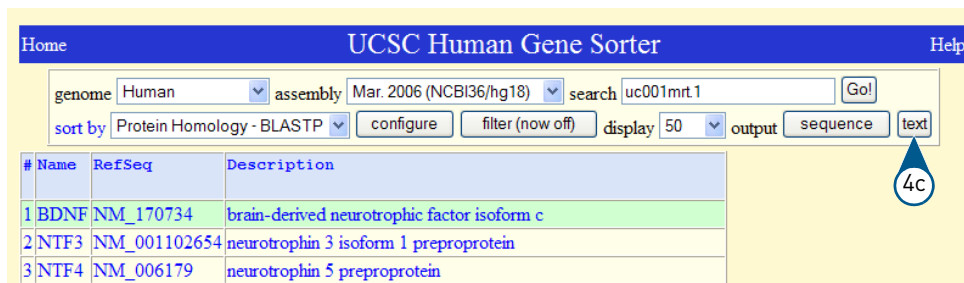 Home UCSC Human Gene Sorter Help
genome Human assembly Mar. 2006 (NCBI36/hg18) search uc001mrt.1 Go!
sort by Protein Homology - BLASTP configure filter (now off) display 50 output sequence text
4c
# Name RefSeq Description
1 BDNF NM_170734 brain-derived neurotrophic factor isoform c
2 NTF3 NM_001102654 neurotrophin 3 isoform 1 preproprotein
3 NTF4 NM_006179 neurotrophin 5 preproprotein